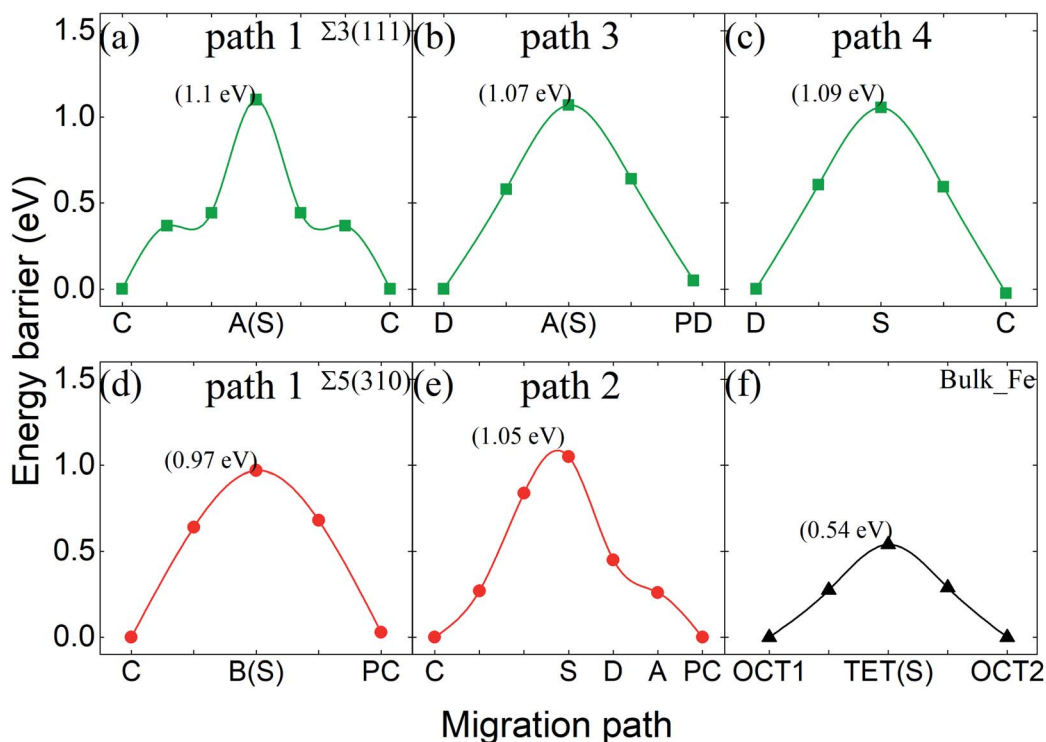 (a) path 1 Σ3(111)
(b) path 3
(c) path 4
(1.1 eV)
(1.07 eV)
(1.09 eV)
1.5
1.0
0.5
0.0
C A(S) C
D A(S) PD
D S C
(d) path 1 Σ5(310)
(e) path 2
(f) Bulk_Fe
(0.97 eV)
(1.05 eV)
(0.54 eV)
1.5
1.0
0.5
0.0
C B(S) PC
C S D A PC
OCT1 TET(S) OCT2
Energy barrier (eV)
Migration path